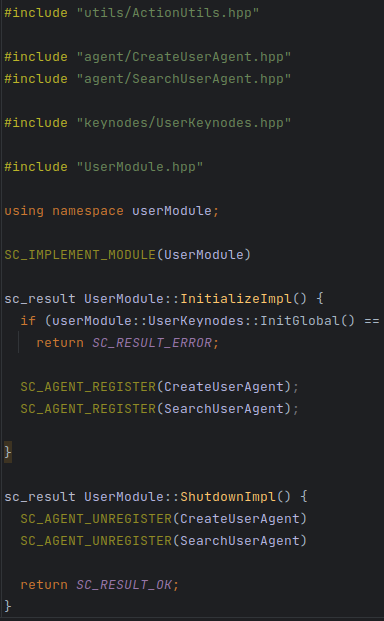 #include "utils/ActionUtils.hpp"
#include "agent/CreateUserAgent.hpp"
#include "agent/SearchUserAgent.hpp"
#include "keynodes/UserKeynodes.hpp"
#include "UserModule.hpp"
using namespace userModule;
SC_IMPLEMENT_MODULE(UserModule)
sc_result UserModule::InitializeImpl() {
  if (userModule::UserKeynodes::InitGlobal() ==
    return SC_RESULT_ERROR;
  SC_AGENT_REGISTER(CreateUserAgent);
  SC_AGENT_REGISTER(SearchUserAgent);
}
sc_result UserModule::ShutdownImpl() {
  SC_AGENT_UNREGISTER(CreateUserAgent)
  SC_AGENT_UNREGISTER(SearchUserAgent)
  return SC_RESULT_OK;
}